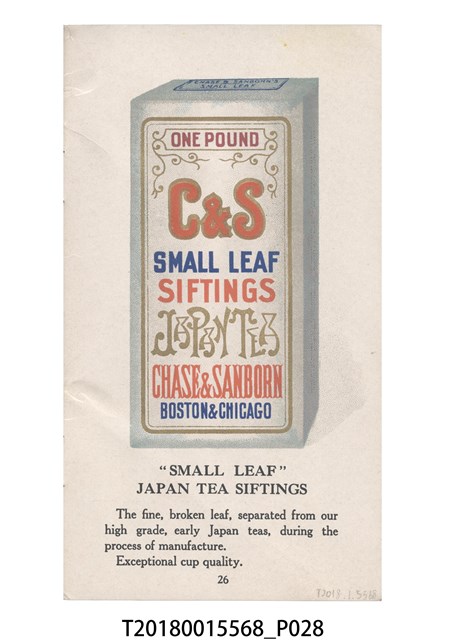 CHASE & SANBORN'S
SMALL LEAF
ONE POUND
C&S
SMALL LEAF
SIFTINGS
JAPAN TEA
CHASE & SANBORN
BOSTON & CHICAGO
"SMALL LEAF"
JAPAN TEA SIFTINGS
The fine, broken leaf, separated from our
high grade, early Japan teas, during the
process of manufacture.
Exceptional cup quality.
26
T20180015568_P028